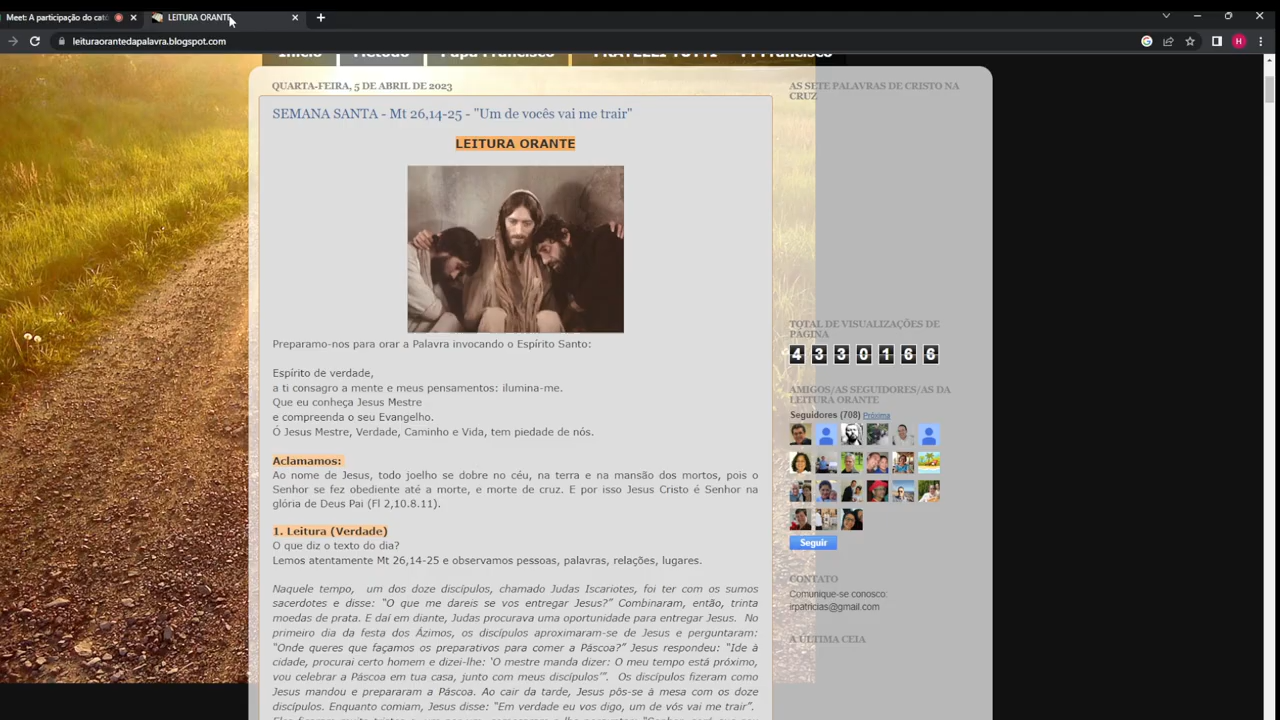 Meet: A participação do cató
LEITURA ORANTE
leituraorantedapalavra.blogspot.com
H
Início
Método
Papa Francisco
FRATELLI TUTTI
QUARTA-FEIRA, 5 DE ABRIL DE 2023
SEMANA SANTA - Mt 26,14-25 - "Um de vocês vai me trair"
LEITURA ORANTE
Preparamo-nos para orar a Palavra invocando o Espírito Santo:
Espírito de verdade,
a ti consagro a mente e meus pensamentos: ilumina-me.
Que eu conheça Jesus Mestre
e compreenda o seu Evangelho.
Ó Jesus Mestre, Verdade, Caminho e Vida, tem piedade de nós.
Aclamamos:
Ao nome de Jesus, todo joelho se dobre no céu, na terra e na mansão dos mortos, pois o
Senhor se fez obediente até a morte, e morte de cruz. E por isso Jesus Cristo é Senhor na
glória de Deus Pai (Fl 2,10.8.11).
1. Leitura (Verdade)
O que diz o texto do dia?
Lemos atentamente Mt 26,14-25 e observamos pessoas, palavras, relações, lugares.
Naquele tempo, um dos doze discípulos, chamado Judas Iscariotes, foi ter com os sumos
sacerdotes e disse: “O que me dareis se vos entregar Jesus?” Combinaram, então, trinta
moedas de prata. E daí em diante, Judas procurava uma oportunidade para entregar Jesus. No
primeiro dia da festa dos Ázimos, os discípulos aproximaram-se de Jesus e perguntaram:
“Onde queres que façamos os preparativos para comer a Páscoa?” Jesus respondeu: “Ide à
cidade, procurai certo homem e dizei-lhe: ‘O mestre manda dizer: O meu tempo está próximo,
vou celebrar a Páscoa em tua casa, junto com meus discípulos’”. Os discípulos fizeram como
Jesus mandou e prepararam a Páscoa. Ao cair da tarde, Jesus pôs-se à mesa com os doze
discípulos. Enquanto comiam, Jesus disse: “Em verdade eu vos digo, um de vós vai me trair”.
AS SETE PALAVRAS DE CRISTO NA
CRUZ
TOTAL DE VISUALIZAÇÕES DE
PÁGINA
4330166
AMIGOS/AS SEGUIDORES/AS DA
LEITURA ORANTE
Seguidores (708) Próxima
Seguir
CONTATO
Comunique-se conosco:
irpatricias@gmail.com
A ÚLTIMA CEIA